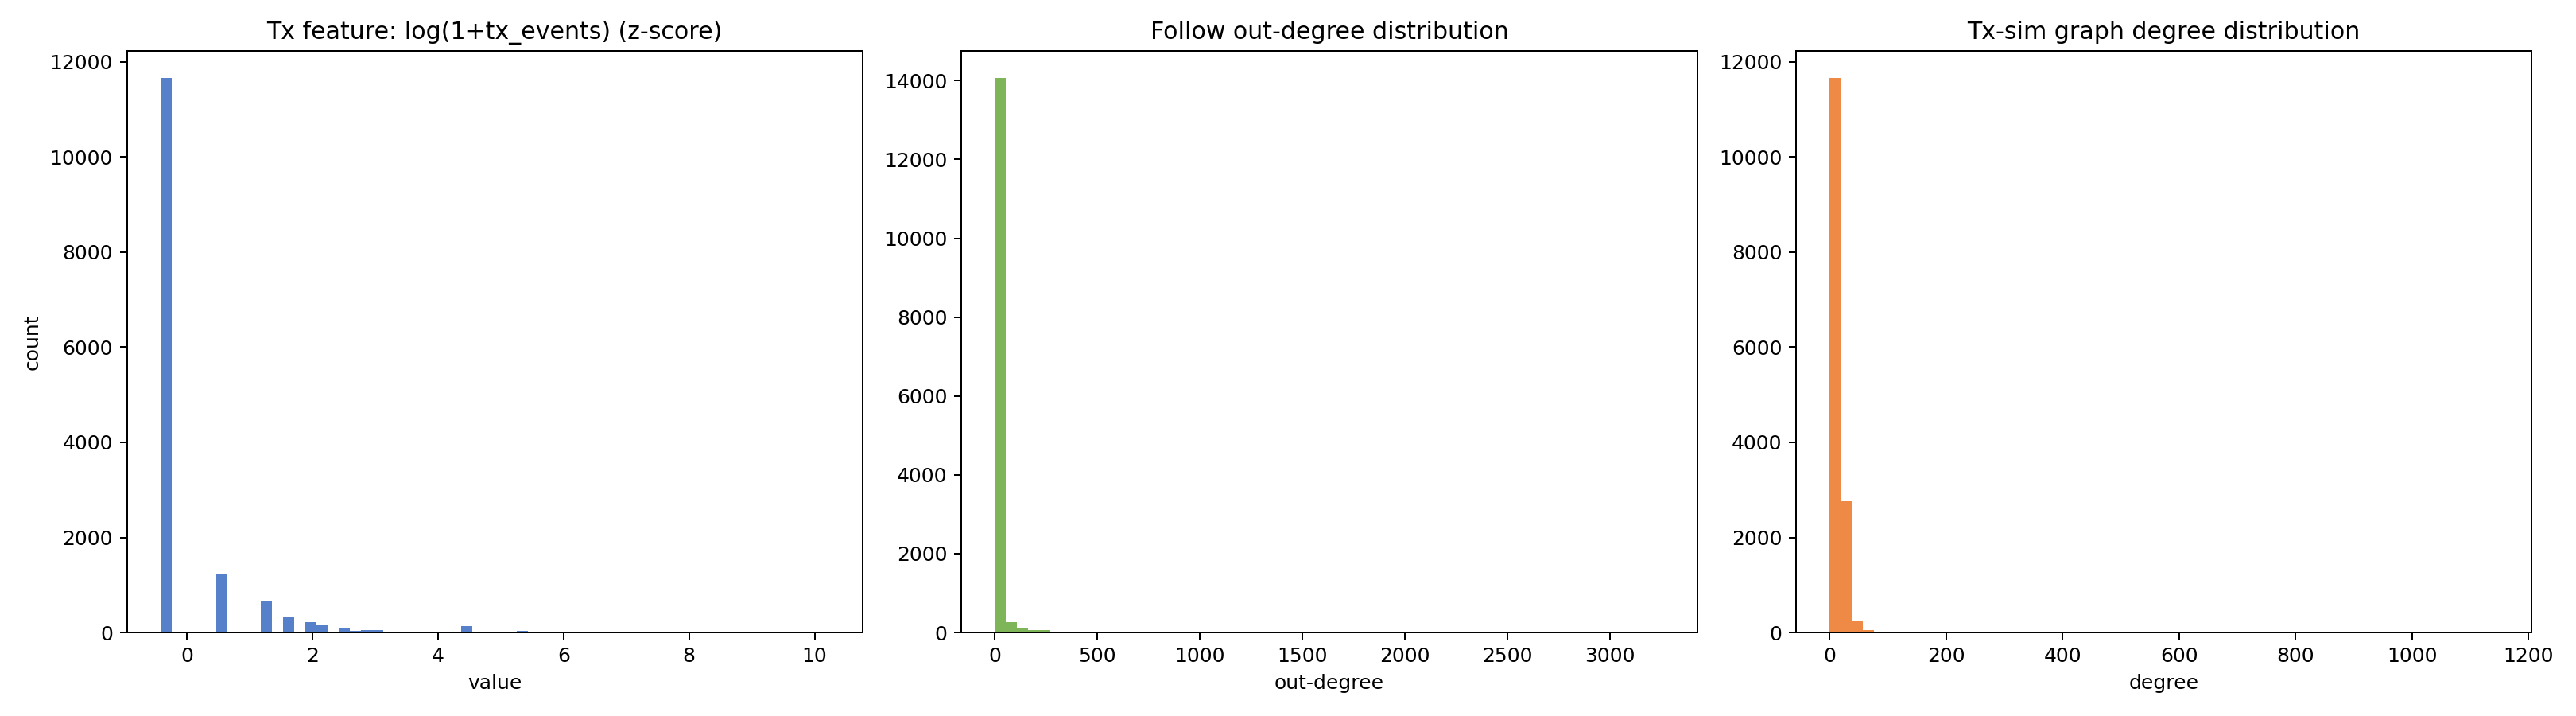 Tx feature: log(1+tx_events) (z-score)
12000
10000
8000
6000
4000
2000
0
count
0 2 4 6 8 10
value
Follow out-degree distribution
14000
12000
10000
8000
6000
4000
2000
0
0 500 1000 1500 2000 2500 3000
out-degree
Tx-sim graph degree distribution
12000
10000
8000
6000
4000
2000
0
0 200 400 600 800 1000 1200
degree